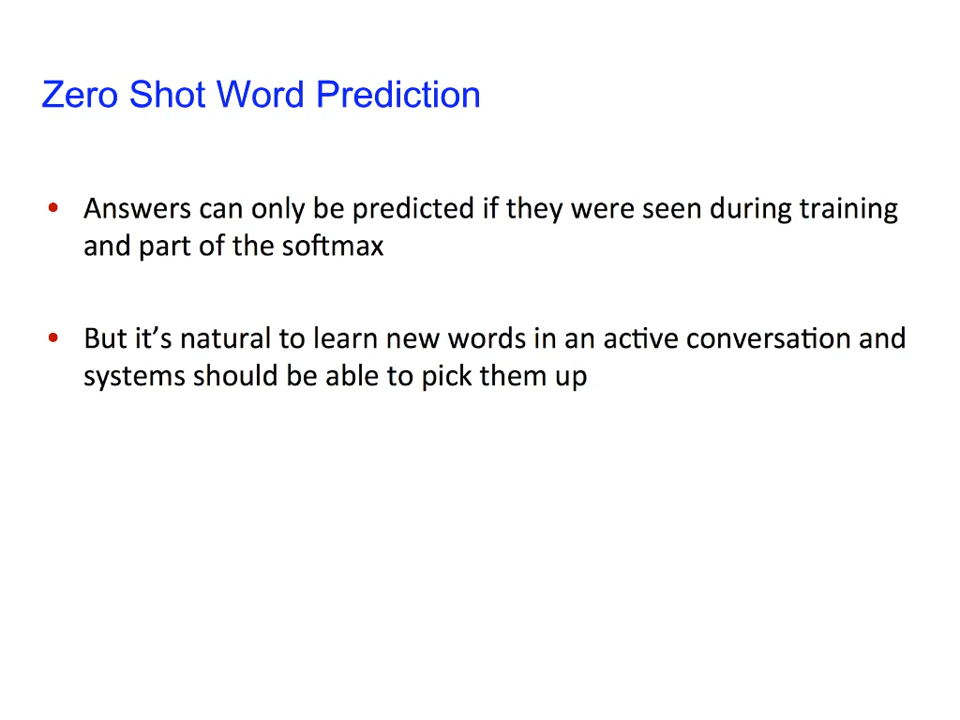 Zero Shot Word Prediction
• Answers can only be predicted if they were seen during training
and part of the softmax
• But it’s natural to learn new words in an active conversation and
systems should be able to pick them up